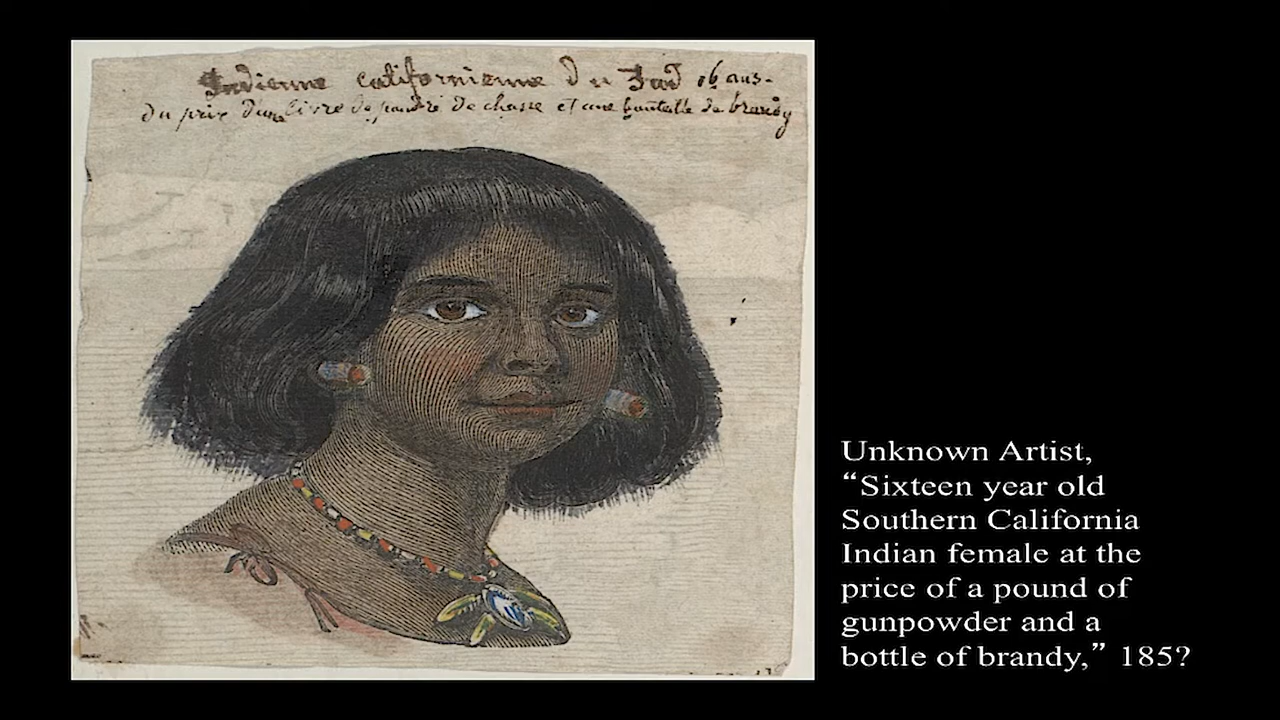 Indienne californienne du Sud 16 ans.
du prix d'une livre de poudre de chasse et une bouteille de brandy
Unknown Artist,
“Sixteen year old
Southern California
Indian female at the
price of a pound of
gunpowder and a
bottle of brandy,” 185?